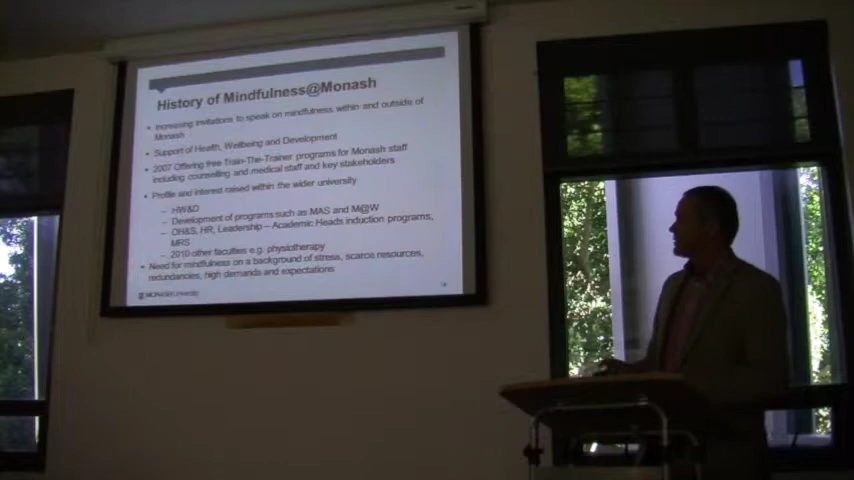 History of Mindfulness@Monash
• Increasing invitations to speak on mindfulness within and outside of
Monash
• Support of Health, Wellbeing and Development
• 2007 Offering free Train-The-Trainer programs for Monash staff
including counselling and medical staff and key stakeholders
• Profile and interest raised within the wider university
– HW&D
– Development of programs such as MAS and M@W
– OH&S, HR, Leadership – Academic Heads induction programs,
MRS
– 2010 other faculties e.g. physiotherapy
• Need for mindfulness on a background of stress, scarce resources,
redundancies, high demands and expectations
MONASH University